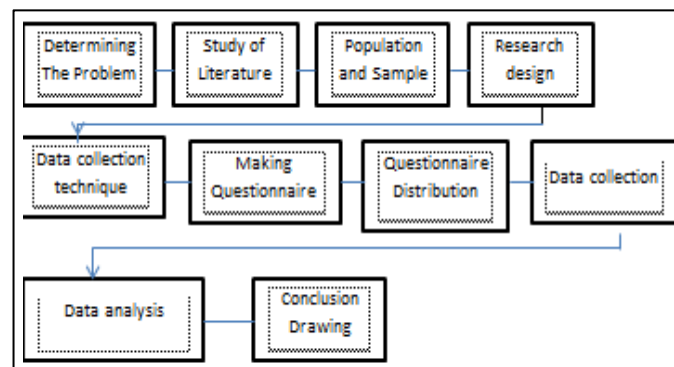 Determining
The Problem
Study of
Literature
Population
and Sample
Research
design
Data collection
technique
Making
Questionnaire
Questionnaire
Distribution
Data collection
Data analysis
Conclusion
Drawing